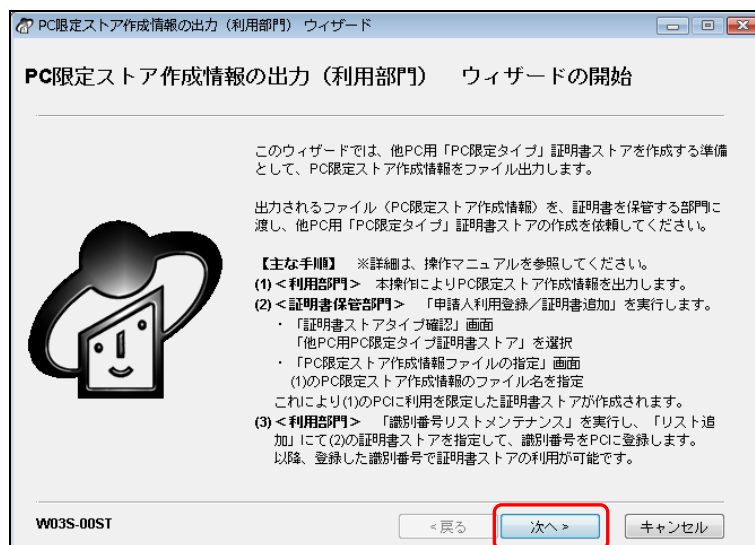 PC限定ストア作成情報の出力（利用部門） ウィザード
PC限定ストア作成情報の出力（利用部門）　ウィザードの開始
このウィザードでは、他PC用「PC限定タイプ」証明書ストアを作成する準備
として、PC限定ストア作成情報をファイル出力します。
出力されるファイル（PC限定ストア作成情報）を、証明書を保管する部門に
渡し、他PC用「PC限定タイプ」証明書ストアの作成を依頼してください。
【主な手順】　※詳細は、操作マニュアルを参照してください。
(1)＜利用部門＞　本操作によりPC限定ストア作成情報を出力します。
(2)＜証明書保管部門＞　「申請人利用登録／証明書追加」を実行します。
・「証明書ストアタイプ確認」画面
「他PC用PC限定タイプ証明書ストア」を選択
・「PC限定ストア作成情報ファイルの指定」画面
(1)のPC限定ストア作成情報のファイル名を指定
これにより(1)のPCに利用を限定した証明書ストアが作成されます。
(3)＜利用部門＞　「識別番号リストメンテナンス」を実行し、「リスト追
加」にて(2)の証明書ストアを指定して、識別番号をPCに登録します。
以降、登録した識別番号で証明書ストアの利用が可能です。
W03S-00ST
<戻る
次へ>
キャンセル